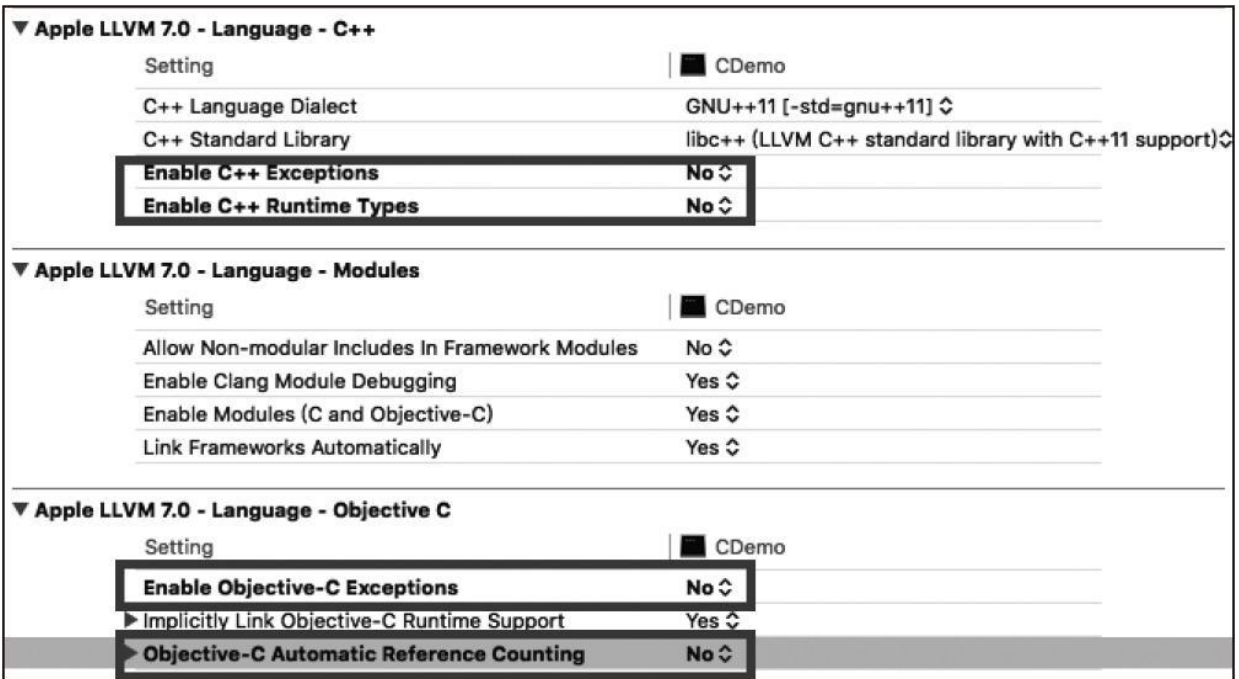 Apple LLVM 7.0 - Language - C++
Setting CDemo
C++ Language Dialect GNU++11 [-std=gnu++11]
C++ Standard Library libc++ (LLVM C++ standard library with C++11 support)
Enable C++ Exceptions No
Enable C++ Runtime Types No
Apple LLVM 7.0 - Language - Modules
Setting CDemo
Allow Non-modular Includes In Framework Modules No
Enable Clang Module Debugging Yes
Enable Modules (C and Objective-C) Yes
Link Frameworks Automatically Yes
Apple LLVM 7.0 - Language - Objective C
Setting CDemo
Enable Objective-C Exceptions No
Implicitly Link Objective-C Runtime Support Yes
Objective-C Automatic Reference Counting No